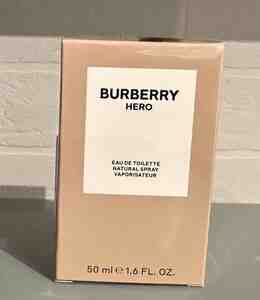 BURBERRY
HERO
EAU DE TOILETTE
NATURAL SPRAY
VAPORISATEUR
50 ml ℮ 1.6 FL. OZ.